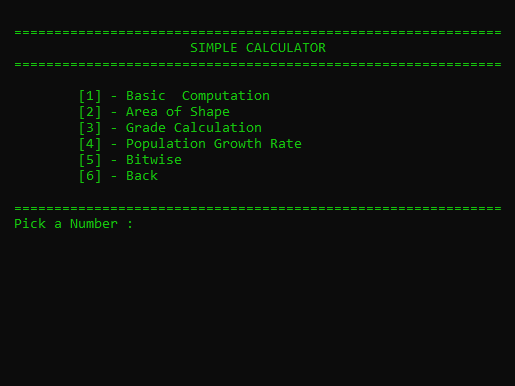 =============================================================
SIMPLE CALCULATOR
=============================================================
[1] - Basic  Computation
[2] - Area of Shape
[3] - Grade Calculation
[4] - Population Growth Rate
[5] - Bitwise
[6] - Back
=============================================================
Pick a Number :